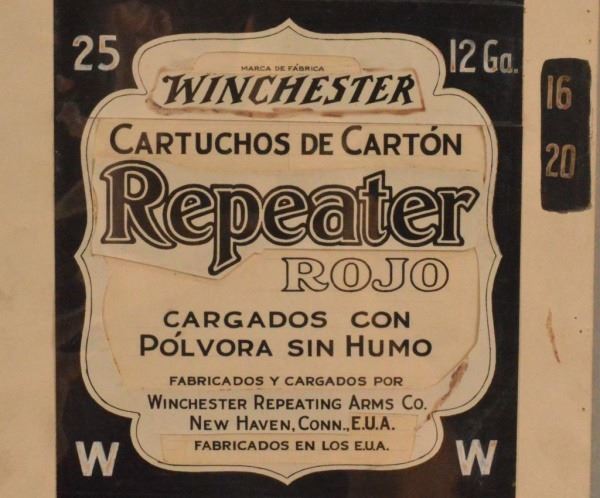 25
12 Ga.
MARCA DE FÁBRICA
WINCHESTER
CARTUCHOS DE CARTÓN
Repeater
ROJO
CARGADOS CON
PÓLVORA SIN HUMO
FABRICADOS Y CARGADOS POR
WINCHESTER REPEATING ARMS CO.
NEW HAVEN, CONN., E.U.A.
FABRICADOS EN LOS E.U.A.
W
W
16
20